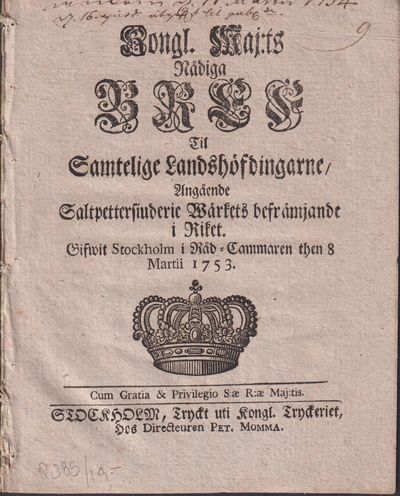 9
Kongl. Maj:ts
Nådiga
BREF
Til
Samtelige Landshöfdingarne/
Angående
Saltpettersiuderie Wärkets befrämjande
i Riket.
Gifwit Stockholm i Råd-Cammaren then 8
Martii 1753.
Cum Gratia & Privilegio S:æ R:æ Maj:tis.
STOCKHOLM, Tryckt uti Kongl. Tryckeriet,
Hos Directeuren PET. MOMMA.